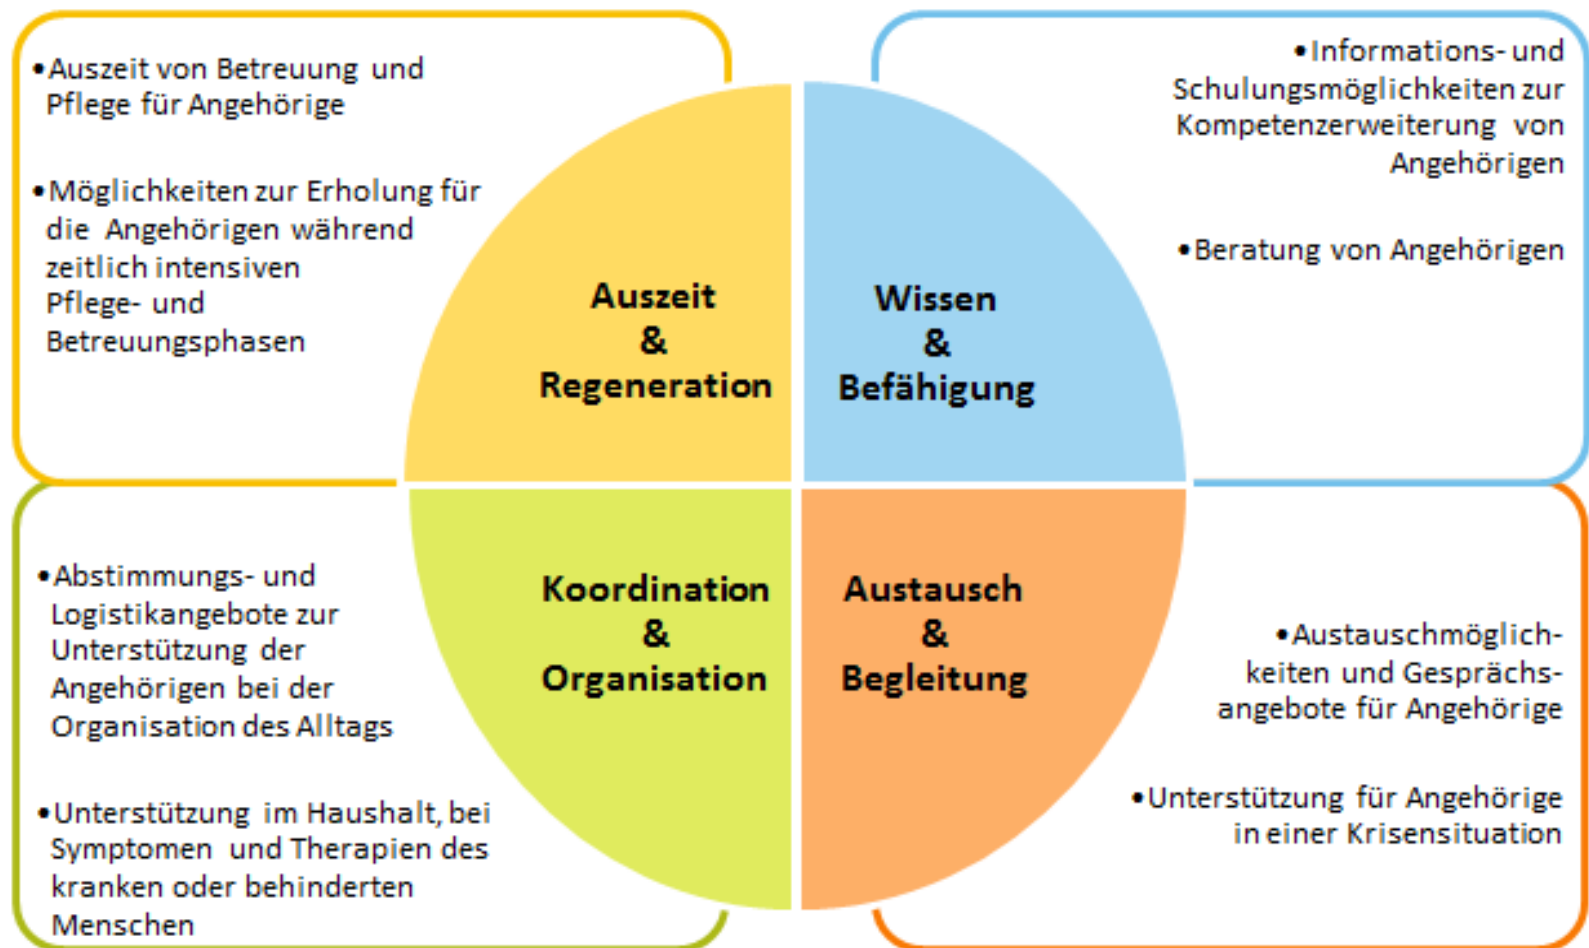 •Auszeit von Betreuung und
Pflege für Angehörige
•Möglichkeiten zur Erholung für
die Angehörigen während
zeitlich intensiven
Pflege- und
Betreuungsphasen
Auszeit
&
Regeneration
•Informations- und
Schulungsmöglichkeiten zur
Kompetenzerweiterung von
Angehörigen
•Beratung von Angehörigen
Wissen
&
Befähigung
•Abstimmungs- und
Logistikangebote zur
Unterstützung der
Angehörigen bei der
Organisation des Alltags
•Unterstützung im Haushalt, bei
Symptomen und Therapien des
kranken oder behinderten
Menschen
Koordination
&
Organisation
Austausch
&
Begleitung
•Austauschmöglich-
keiten und Gesprächs-
angebote für Angehörige
•Unterstützung für Angehörige
in einer Krisensituation